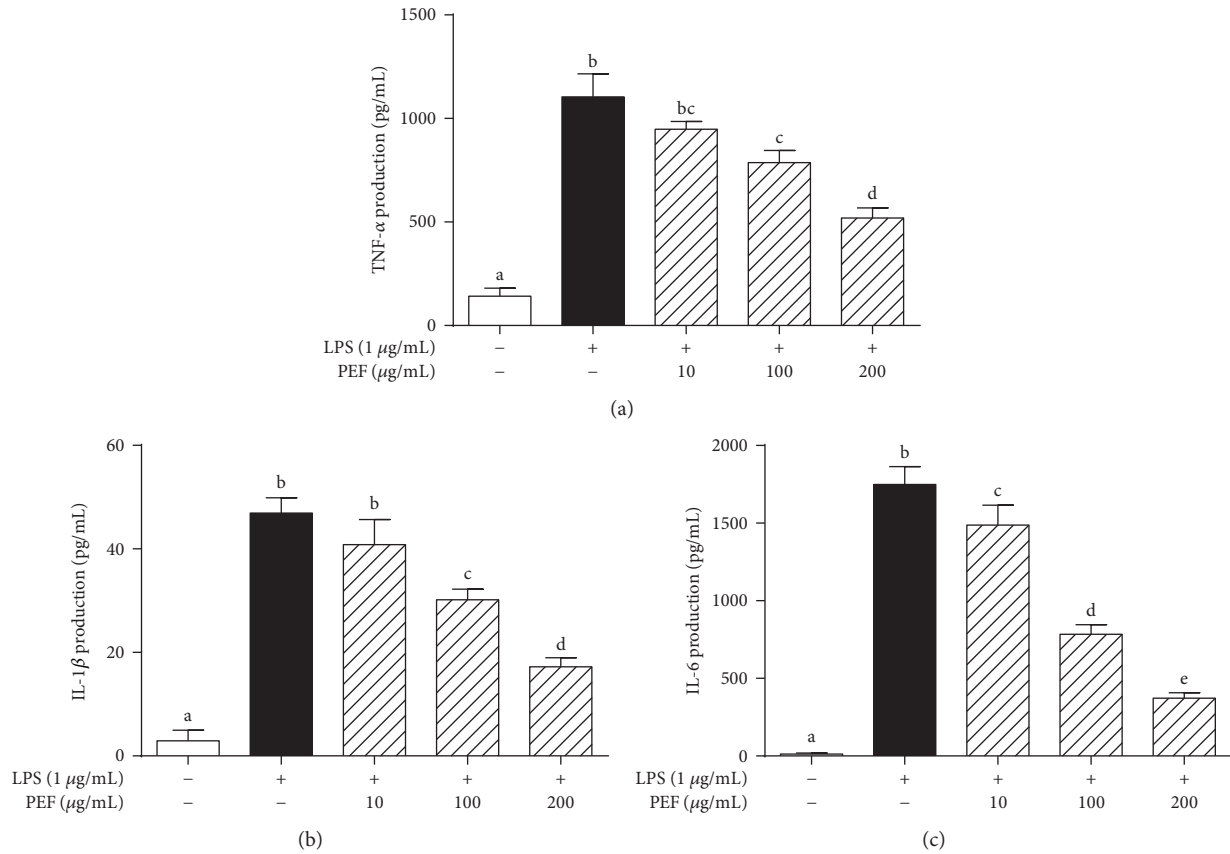 1500
b
bc
1000
c
d
500
a
0
TNF-α production (pg/mL)
LPS (1 μg/mL) – + + + +
PEF (μg/mL) – – 10 100 200
(a)
60
b
b
40
c
d
20
a
0
IL-1β production (pg/mL)
LPS (1 μg/mL) – + + + +
PEF (μg/mL) – – 10 100 200
(b)
2000
b
c
1500
1000
d
500
e
a
0
IL-6 production (pg/mL)
LPS (1 μg/mL) – + + + +
PEF (μg/mL) – – 10 100 200
(c)